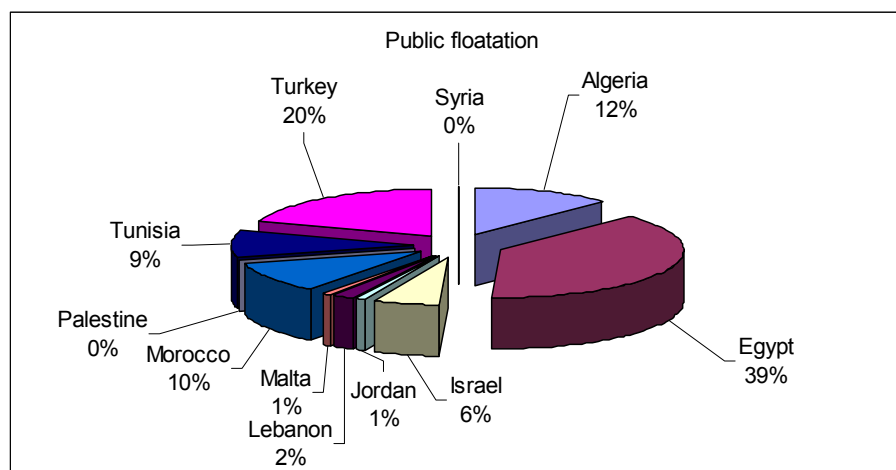 Public floatation
Turkey
20%
Syria
0%
Algeria
12%
Tunisia
9%
Palestine
0%
Morocco
10%
Malta
1%
Lebanon
2%
Jordan
1%
Israel
6%
Egypt
39%